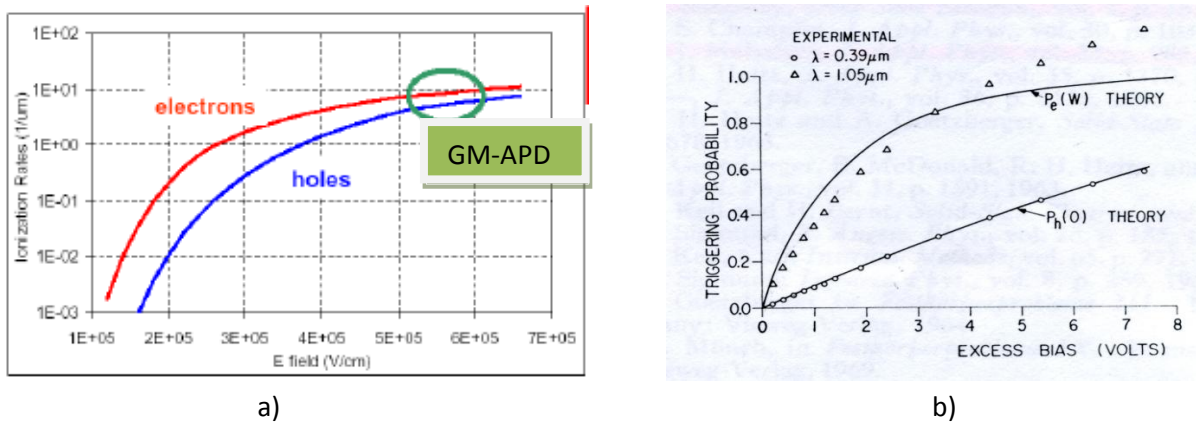 1E+02
1E+01
1E+00
1E-01
1E-02
1E-03
Ionization Rates (1/um)
electrons
holes
GM-APD
1E+05 2E+05 3E+05 4E+05 5E+05 6E+05 7E+05
E field (V/cm)
a)
EXPERIMENTAL
○ λ = 0.39μm
△ λ = 1.05μm
1.0
0.8
0.6
0.4
0.2
0.0
TRIGGERING PROBABILITY
Pe(W) THEORY
Ph(O) THEORY
0 1 2 3 4 5 6 7 8
EXCESS BIAS (VOLTS)
b)